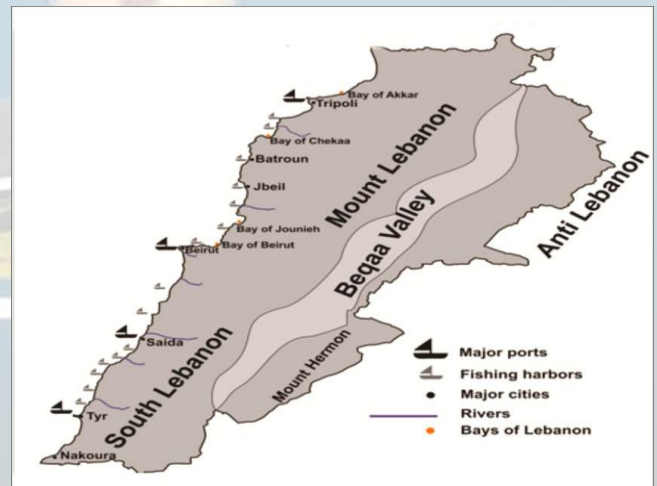 Bay of Akkar
Tripoli
Bay of Chekaa
Batroun
Jbeil
Bay of Jounieh
Bay of Beirut
Beirut
Saida
Tyr
Nakoura
Mount Lebanon
Beqaa Valley
Anti Lebanon
South Lebanon
Mount Hermon
Major ports
Fishing harbors
Major cities
Rivers
Bays of Lebanon